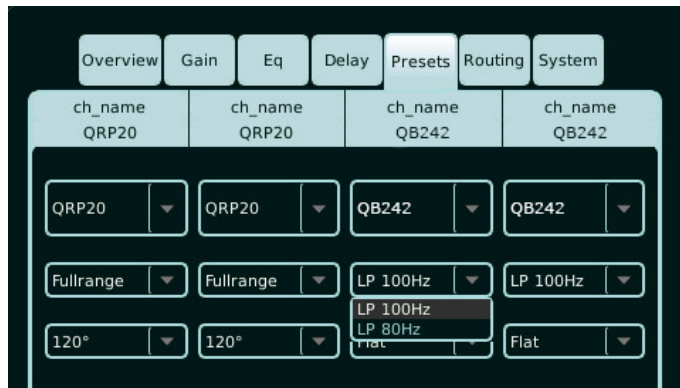 Overview Gain Eq Delay Presets Routing System
ch_name ch_name ch_name ch_name
QRP20 QRP20 QB242 QB242
QRP20 QRP20 QB242 QB242
Fullrange Fullrange LP 100Hz LP 100Hz
LP 100Hz
LP 80Hz
120° 120° Flat Flat